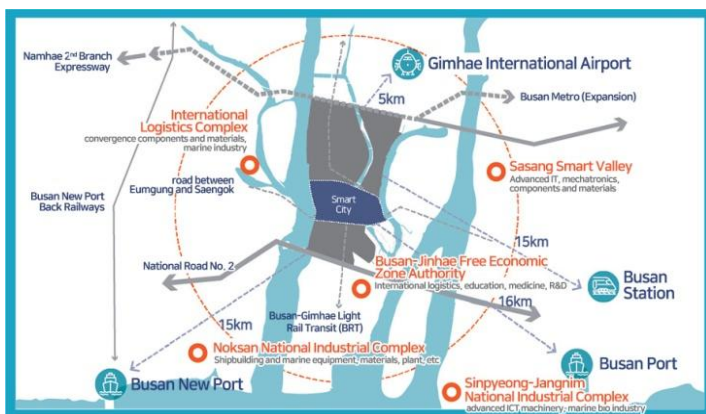 Namhae 2nd Branch
Expressway
Gimhae International Airport
5km
Busan Metro (Expansion)
International
Logistics Complex
convergence components and materials,
marine industry
Sasang Smart Valley
Advanced IT, mechatronics,
components and materials
road between
Eumgung and Saengok
Smart
City
Busan New Port
Back Railways
15km
National Road No. 2
Busan-Jinhae Free Economic
Zone Authority
International logistics, education, medicine, R&D
Busan
Station
16km
15km
Busan-Gimhae Light
Rail Transit (BRT)
Noksan National Industrial Complex
Shipbuilding and marine equipment, materials, plant, etc
Busan Port
Busan New Port
Sinpyeong-Jangnim
National Industrial Complex
advanced ICT, machinery, marine bio industry